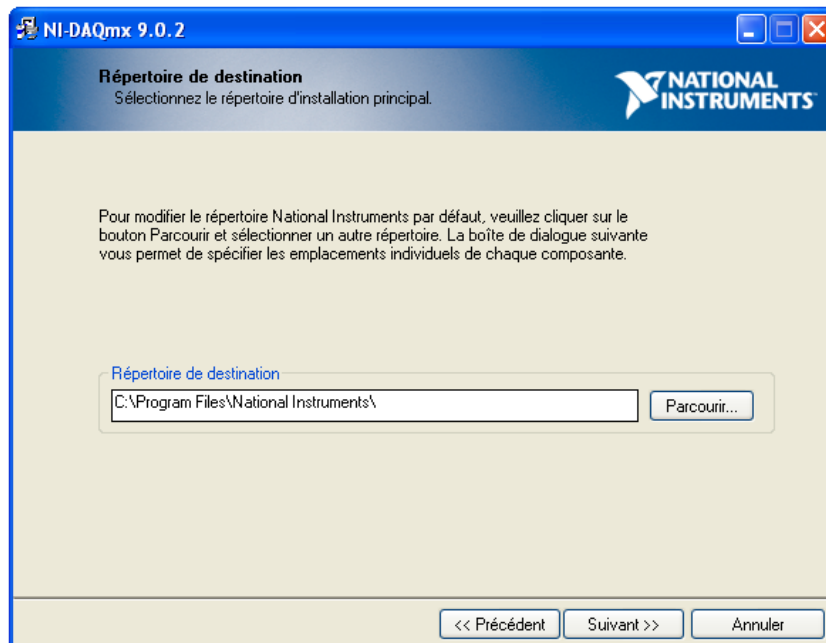 NI-DAQmx 9.0.2
Répertoire de destination
Sélectionnez le répertoire d'installation principal.
NATIONAL
INSTRUMENTS
Pour modifier le répertoire National Instruments par défaut, veuillez cliquer sur le
bouton Parcourir et sélectionner un autre répertoire. La boîte de dialogue suivante
vous permet de spécifier les emplacements individuels de chaque composante.
Répertoire de destination
C:\Program Files\National Instruments\
Parcourir...
<< Précédent
Suivant >>
Annuler